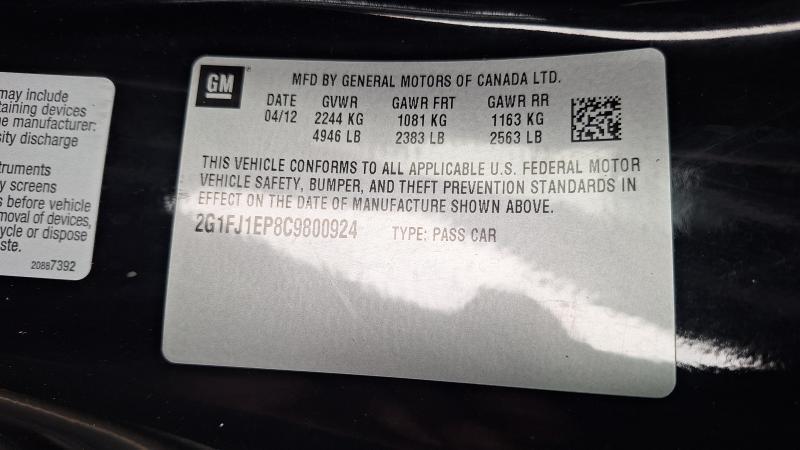 may include
taining devices
e manufacturer:
sity discharge
truments
y screens
s before vehicle
moval of devices,
ycle or dispose
ste.
20887392
GM
MFD BY GENERAL MOTORS OF CANADA LTD.
DATE GVWR GAWR FRT GAWR RR
04/12 2244 KG 1081 KG 1163 KG
4946 LB 2383 LB 2563 LB
THIS VEHICLE CONFORMS TO ALL APPLICABLE U.S. FEDERAL MOTOR
VEHICLE SAFETY, BUMPER, AND THEFT PREVENTION STANDARDS IN
EFFECT ON THE DATE OF MANUFACTURE SHOWN ABOVE.
2G1FJ1EP8C9800924 TYPE: PASS CAR